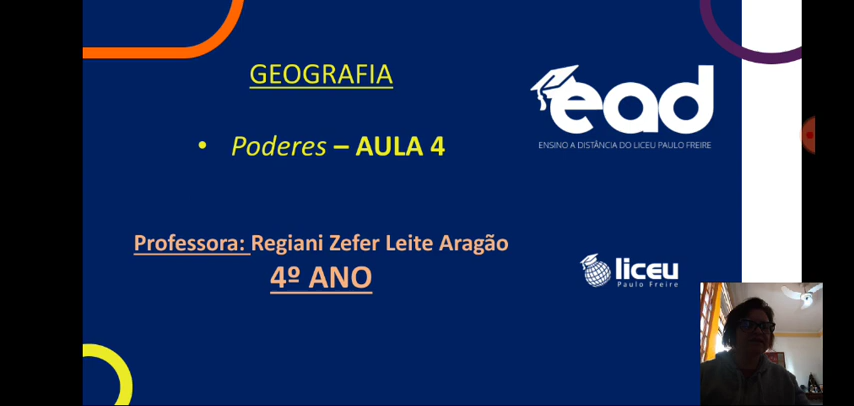 GEOGRAFIA
• Poderes – AULA 4
ead
ENSINO A DISTÂNCIA DO LICEU PAULO FREIRE
Professora: Regiani Zefer Leite Aragão
4º ANO
liceu
Paulo Freire